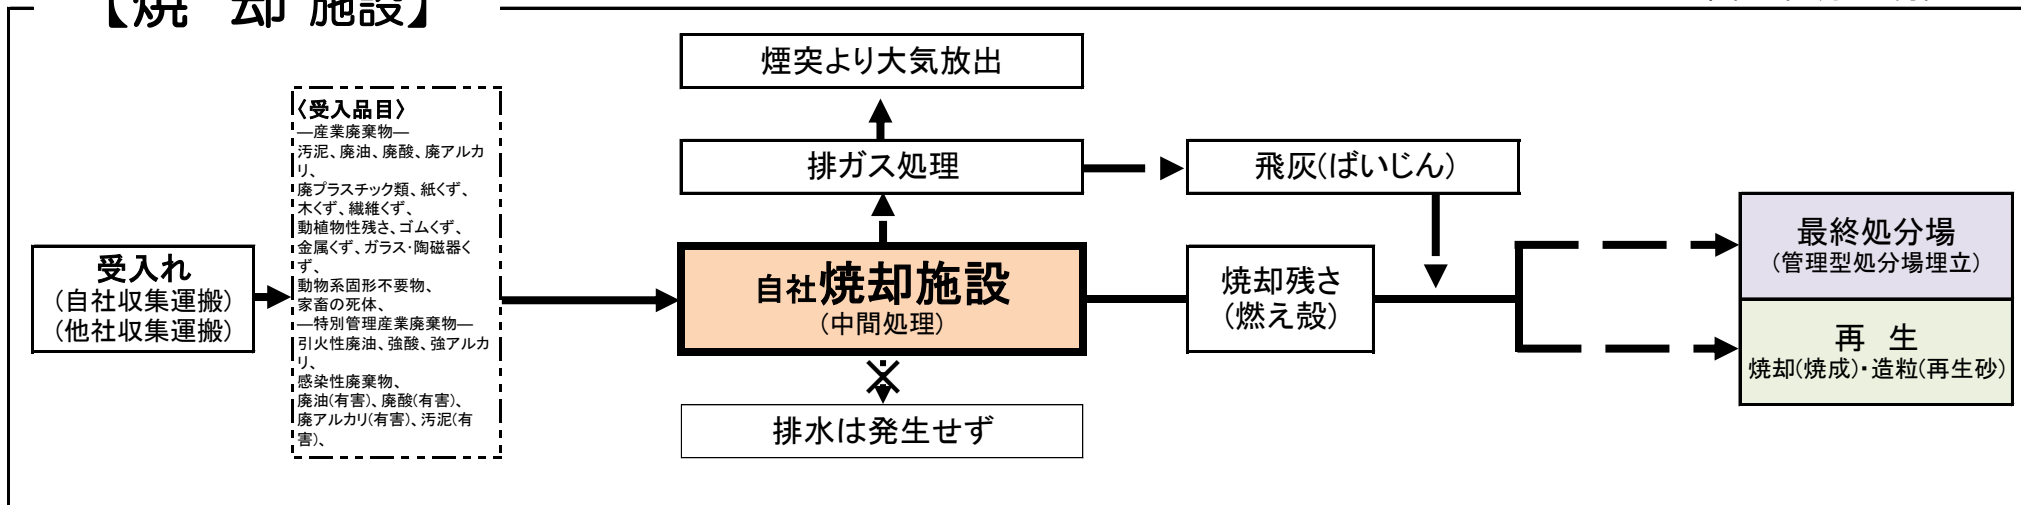 【焼 却 施設】
煙突より大気放出
〈受入品目〉
―産業廃棄物―
汚泥、廃油、廃酸、廃アルカ
リ、
廃プラスチック類、紙くず、
木くず、繊維くず、
動植物性残さ、ゴムくず、
金属くず、ガラス・陶磁器く
ず、
動物系固形不要物、
家畜の死体、
―特別管理産業廃棄物―
引火性廃油、強酸、強アルカ
リ、
感染性廃棄物、
廃油(有害)、廃酸(有害)、
廃アルカリ(有害)、汚泥(有
害)、
排ガス処理
飛灰(ばいじん)
受入れ
(自社収集運搬)
(他社収集運搬)
自社焼却施設
(中間処理)
焼却残さ
(燃え殻)
最終処分場
(管理型処分場埋立)
再 生
焼却(焼成)・造粒(再生砂)
排水は発生せず